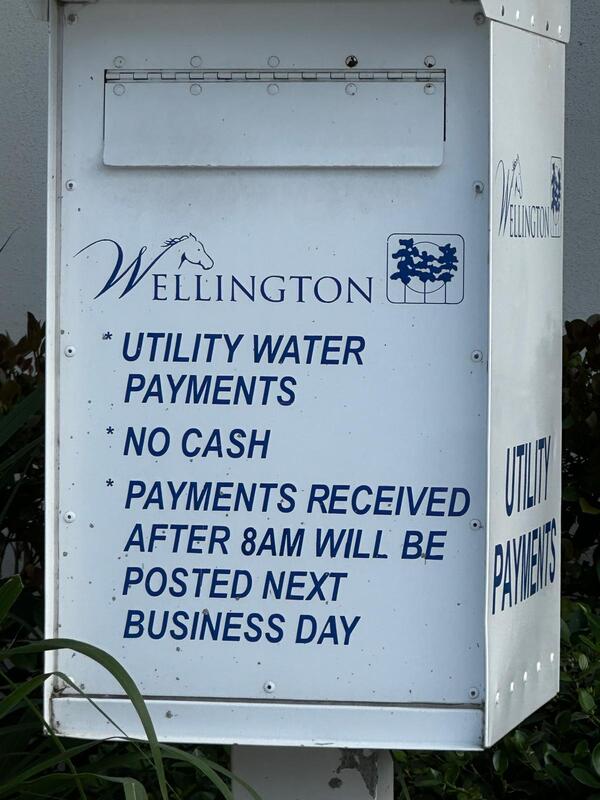 WELLINGTON
* UTILITY WATER
PAYMENTS
* NO CASH
* PAYMENTS RECEIVED
AFTER 8AM WILL BE
POSTED NEXT
BUSINESS DAY
WELLINGTON
UTILITY
PAYMENTS